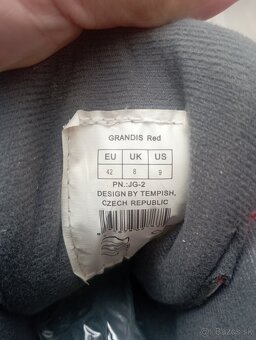 GRANDIS Red
EU UK US
42 8 9
PN.:JG-2
DESIGN BY TEMPISH,
CZECH REPUBLIC
bazos.sk